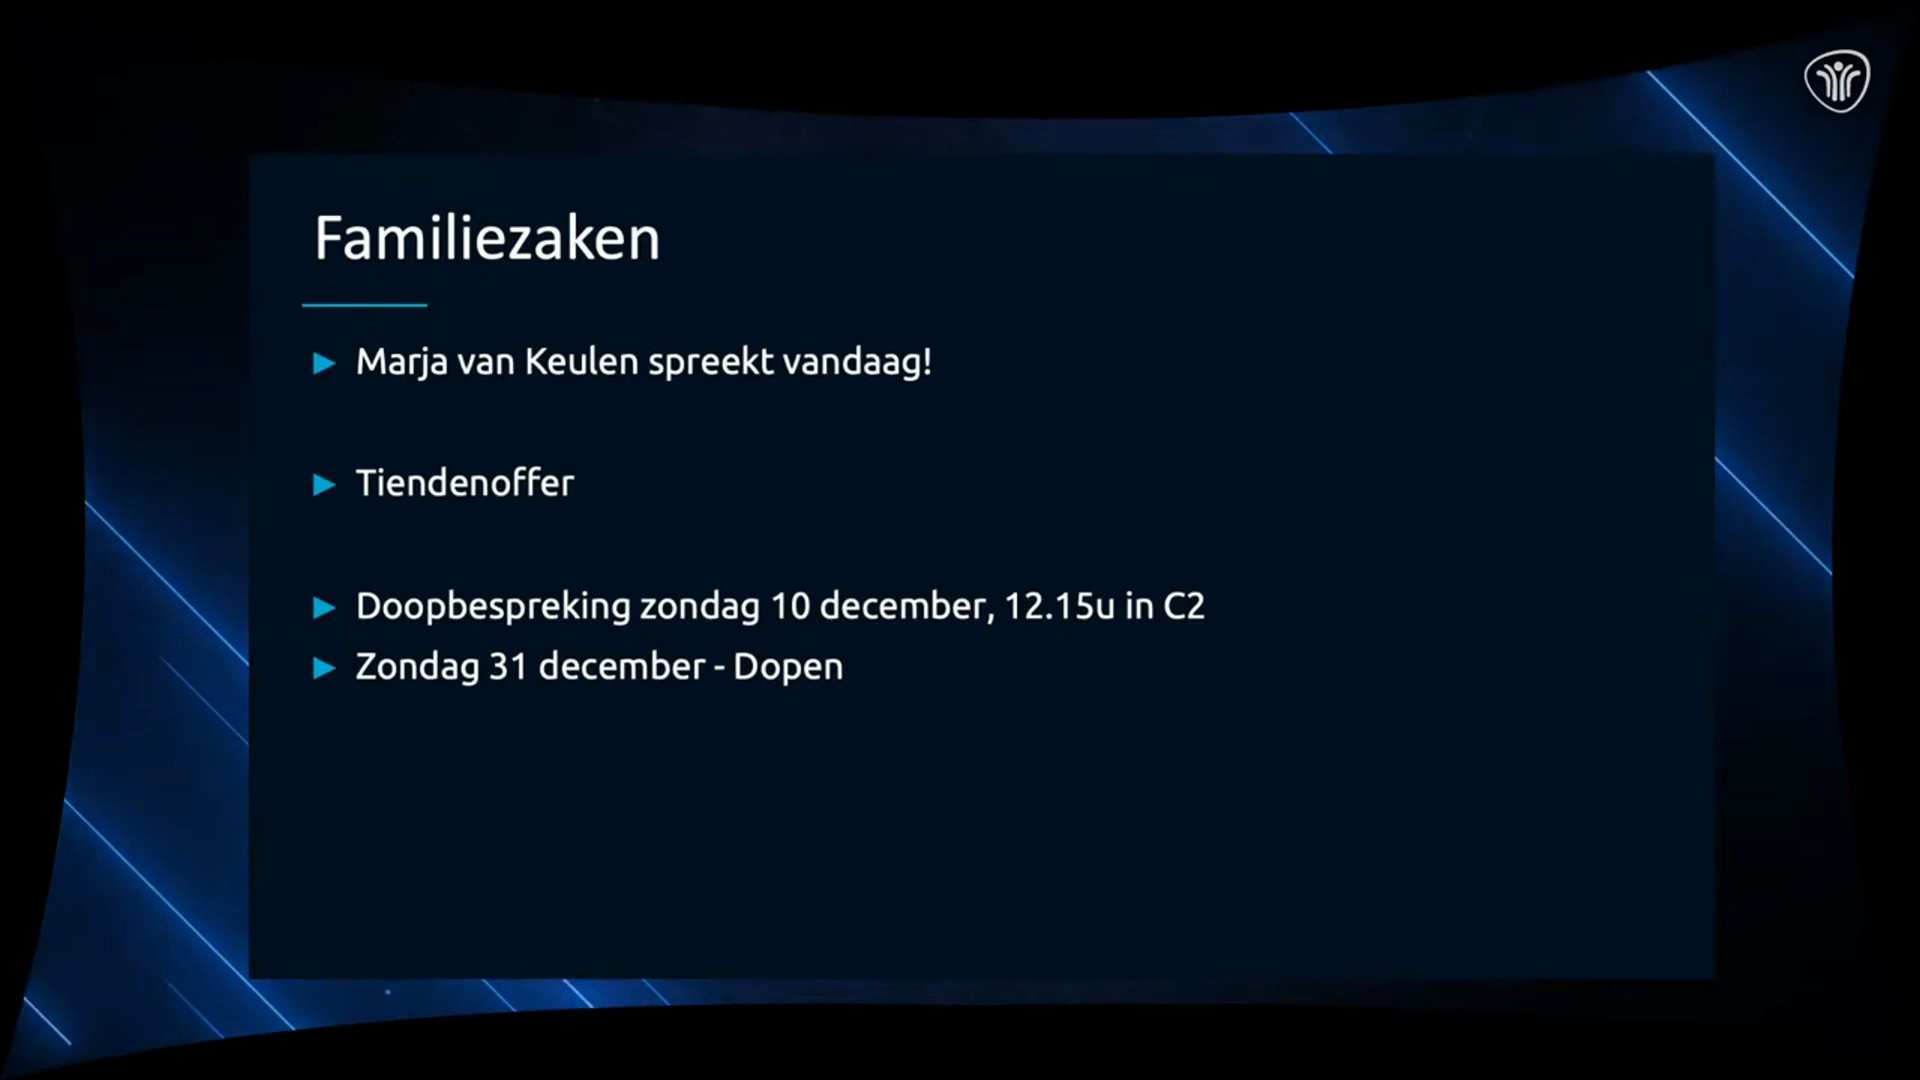 Familiezaken
Marja van Keulen spreekt vandaag!
Tiendenoffer
Doopbespreking zondag 10 december, 12.15u in C2
Zondag 31 december - Dopen